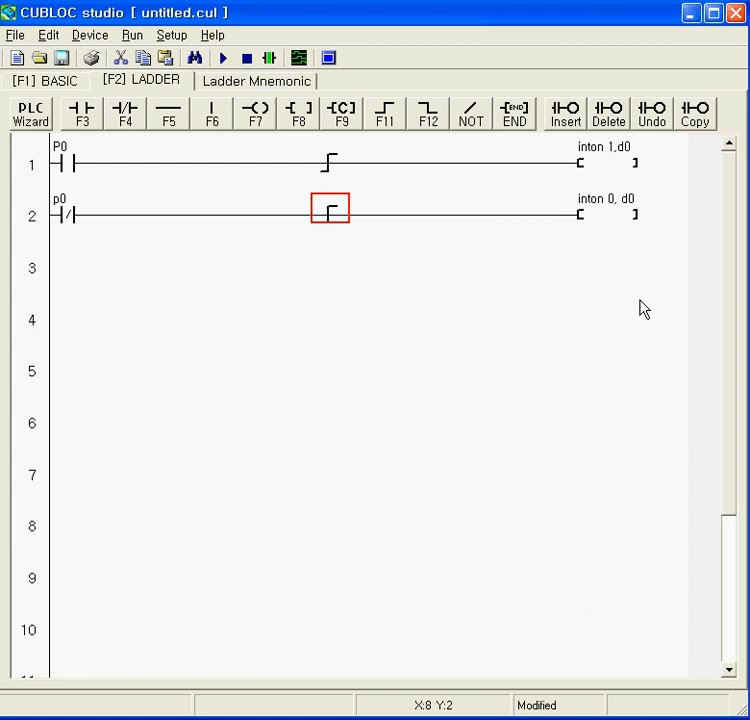 CUBLOC studio [ untitled.cul ]
File Edit Device Run Setup Help
[F1] BASIC [F2] LADDER Ladder Mnemonic
PLC Wizard F3 F4 F5 F6 F7 F8 F9 F11 F12 NOT END Insert Delete Undo Copy
P0 inton 1,d0
1
p0 inton 0, d0
2
3
4
5
6
7
8
9
10
X:8 Y:2 Modified